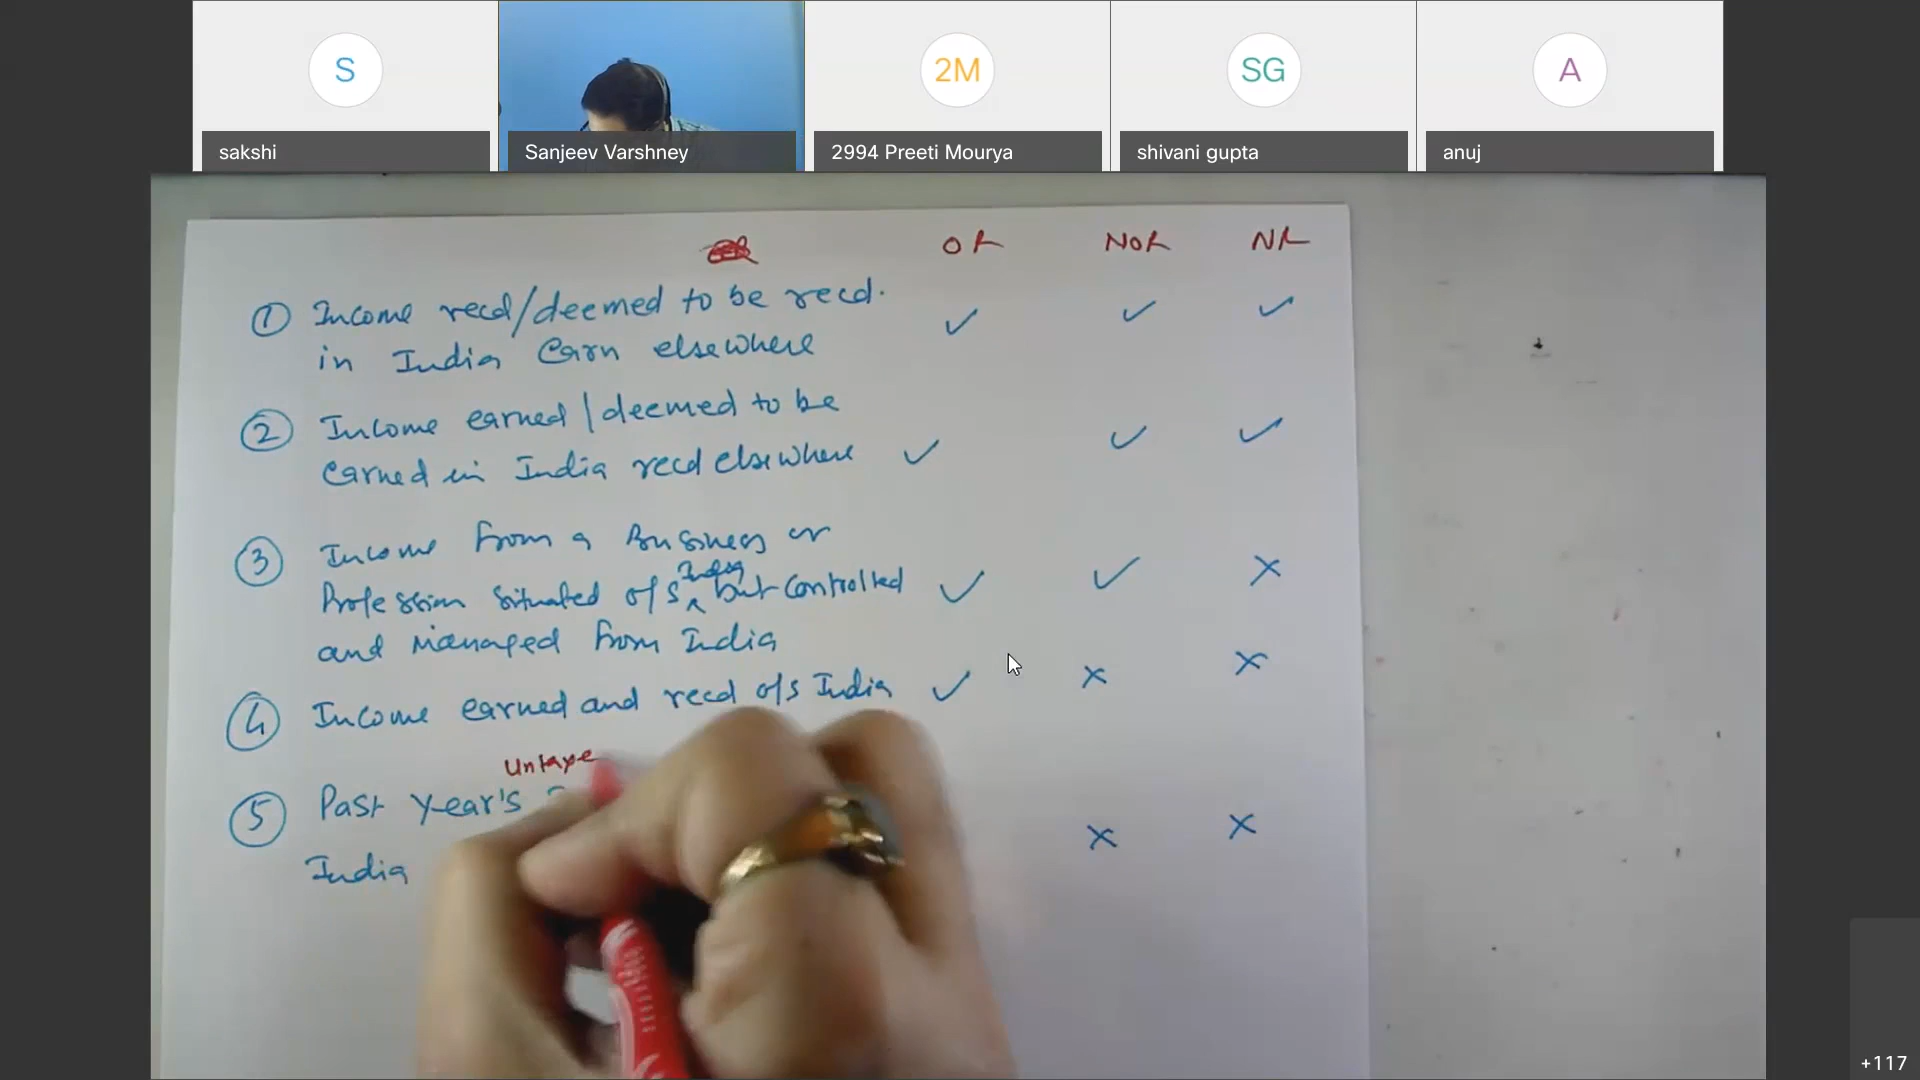 S
2M
SG
A
sakshi
Sanjeev Varshney
2994 Preeti Mourya
shivani gupta
anuj
OR NOR NR
① Income recd/deemed to be recd. ✓ ✓ ✓
in India Earn elsewhere
② Income earned/deemed to be
earned in India recd elsewhere ✓ ✓ ✓
③ Income from a Business or
India
Profession situated o/s ^ but controlled ✓ ✓ ×
and managed from India
④ Income earned and recd o/s India ✓ × ×
Untaxe
⑤ Past year's × ×
India
+117